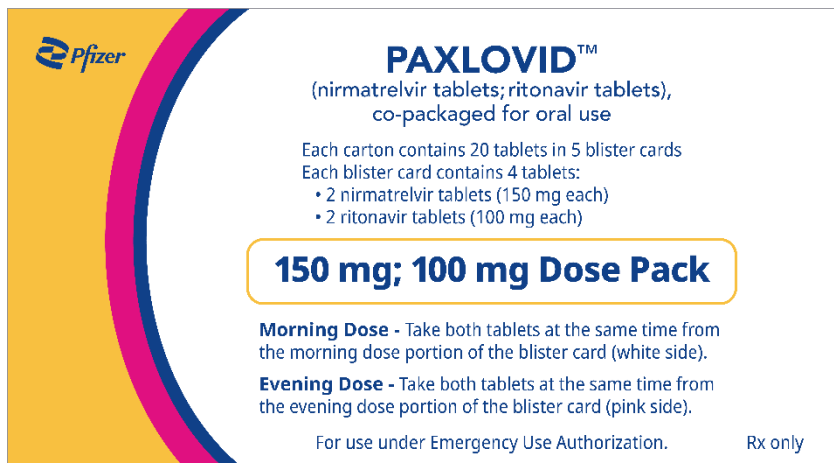 Pfizer
PAXLOVID™
(nirmatrelvir tablets; ritonavir tablets),
co-packaged for oral use
Each carton contains 20 tablets in 5 blister cards
Each blister card contains 4 tablets:
• 2 nirmatrelvir tablets (150 mg each)
• 2 ritonavir tablets (100 mg each)
150 mg; 100 mg Dose Pack
Morning Dose - Take both tablets at the same time from
the morning dose portion of the blister card (white side).
Evening Dose - Take both tablets at the same time from
the evening dose portion of the blister card (pink side).
For use under Emergency Use Authorization. Rx only